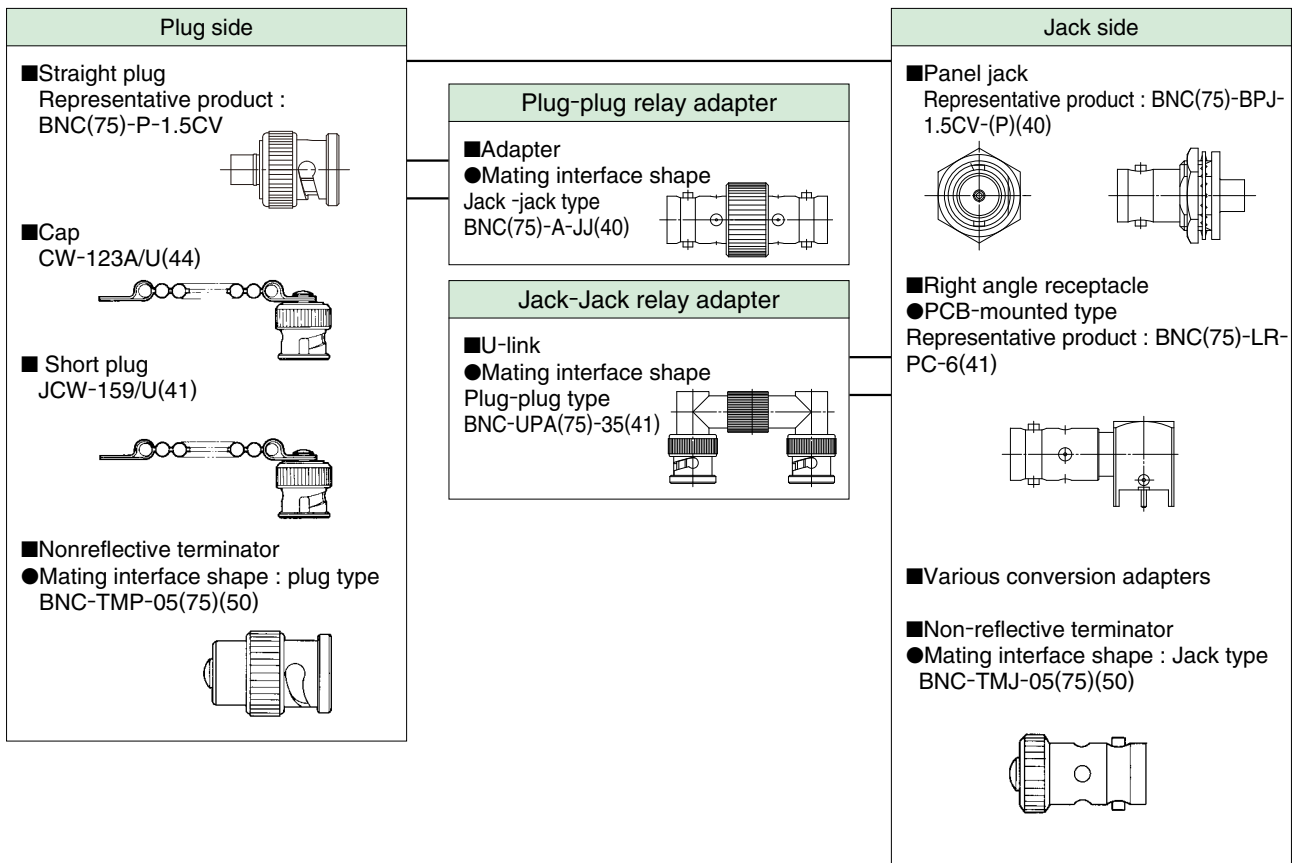 Plug side
■Straight plug
Representative product :
BNC(75)-P-1.5CV
■Cap
CW-123A/U(44)
■ Short plug
JCW-159/U(41)
■Nonreflective terminator
●Mating interface shape : plug type
BNC-TMP-05(75)(50)
Plug-plug relay adapter
■Adapter
●Mating interface shape
Jack -jack type
BNC(75)-A-JJ(40)
Jack-Jack relay adapter
■U-link
●Mating interface shape
Plug-plug type
BNC-UPA(75)-35(41)
Jack side
■Panel jack
Representative product : BNC(75)-BPJ-
1.5CV-(P)(40)
■Right angle receptacle
●PCB-mounted type
Representative product : BNC(75)-LR-
PC-6(41)
■Various conversion adapters
■Non-reflective terminator
●Mating interface shape : Jack type
BNC-TMJ-05(75)(50)